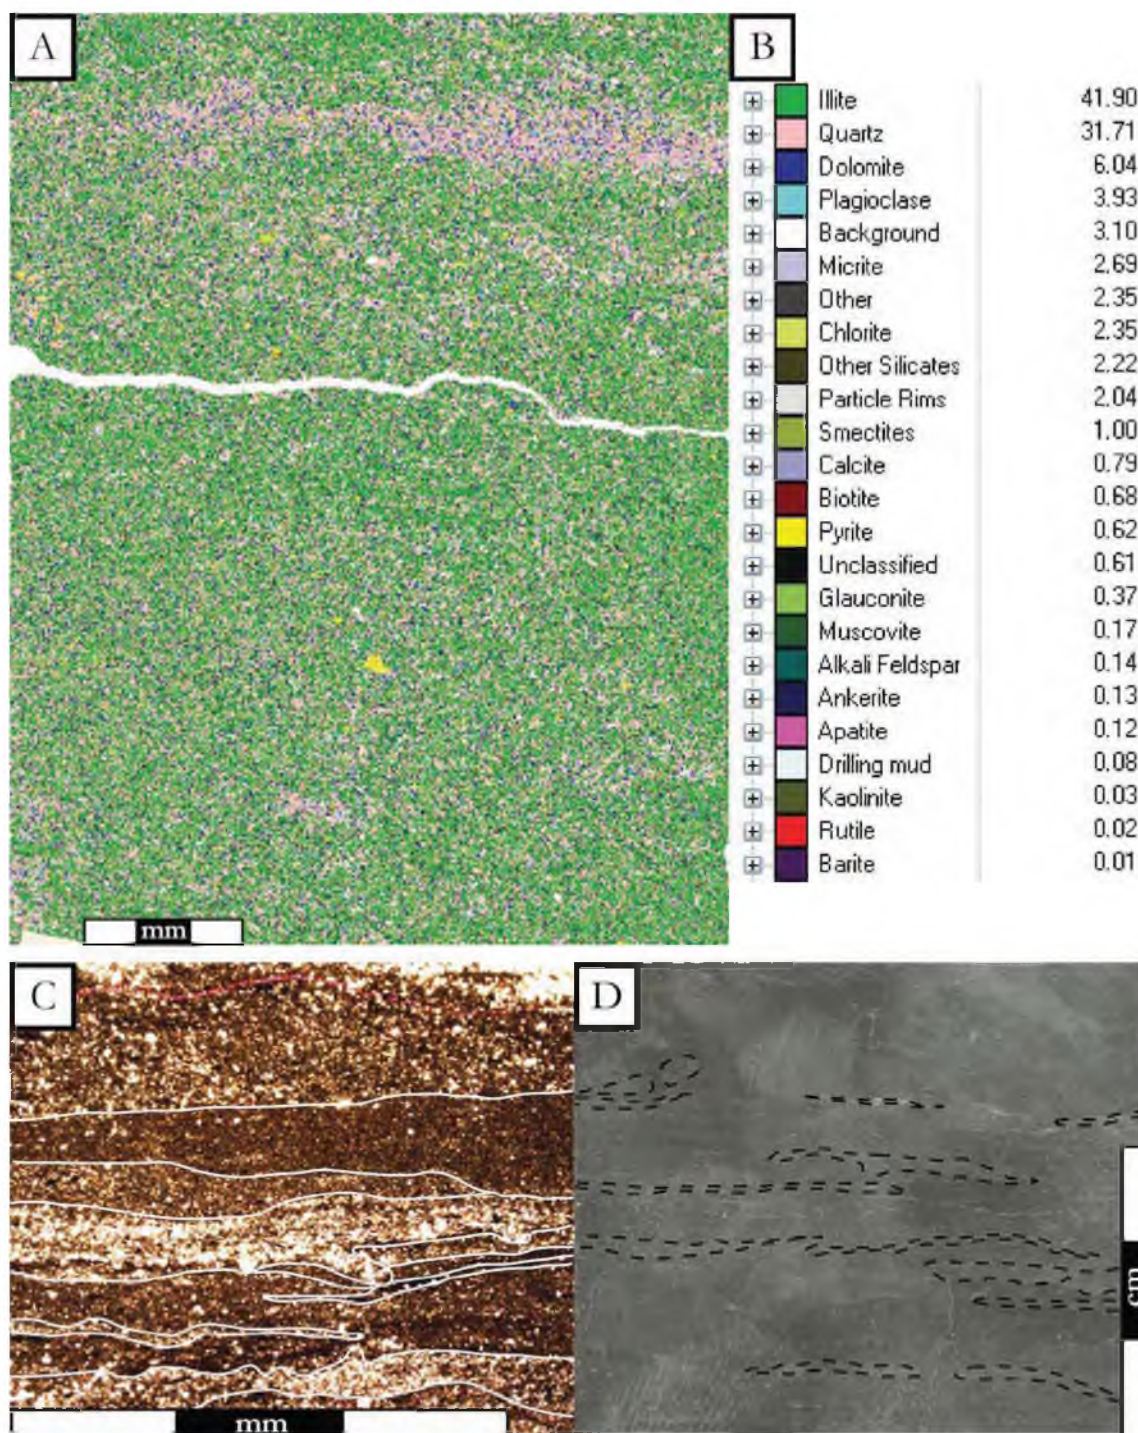 A
B
Illite 41.90
Quartz 31.71
Dolomite 6.04
Plagioclase 3.93
Background 3.10
Micrite 2.69
Other 2.35
Chlorite 2.35
Other Silicates 2.22
Particle Rims 2.04
Smectites 1.00
Calcite 0.79
Biotite 0.68
Pyrite 0.62
Unclassified 0.61
Glauconite 0.37
Muscovite 0.17
Alkali Feldspar 0.14
Ankerite 0.13
Apatite 0.12
Drilling mud 0.08
Kaolinite 0.03
Rutile 0.02
Barite 0.01
mm
C
D
cm
mm